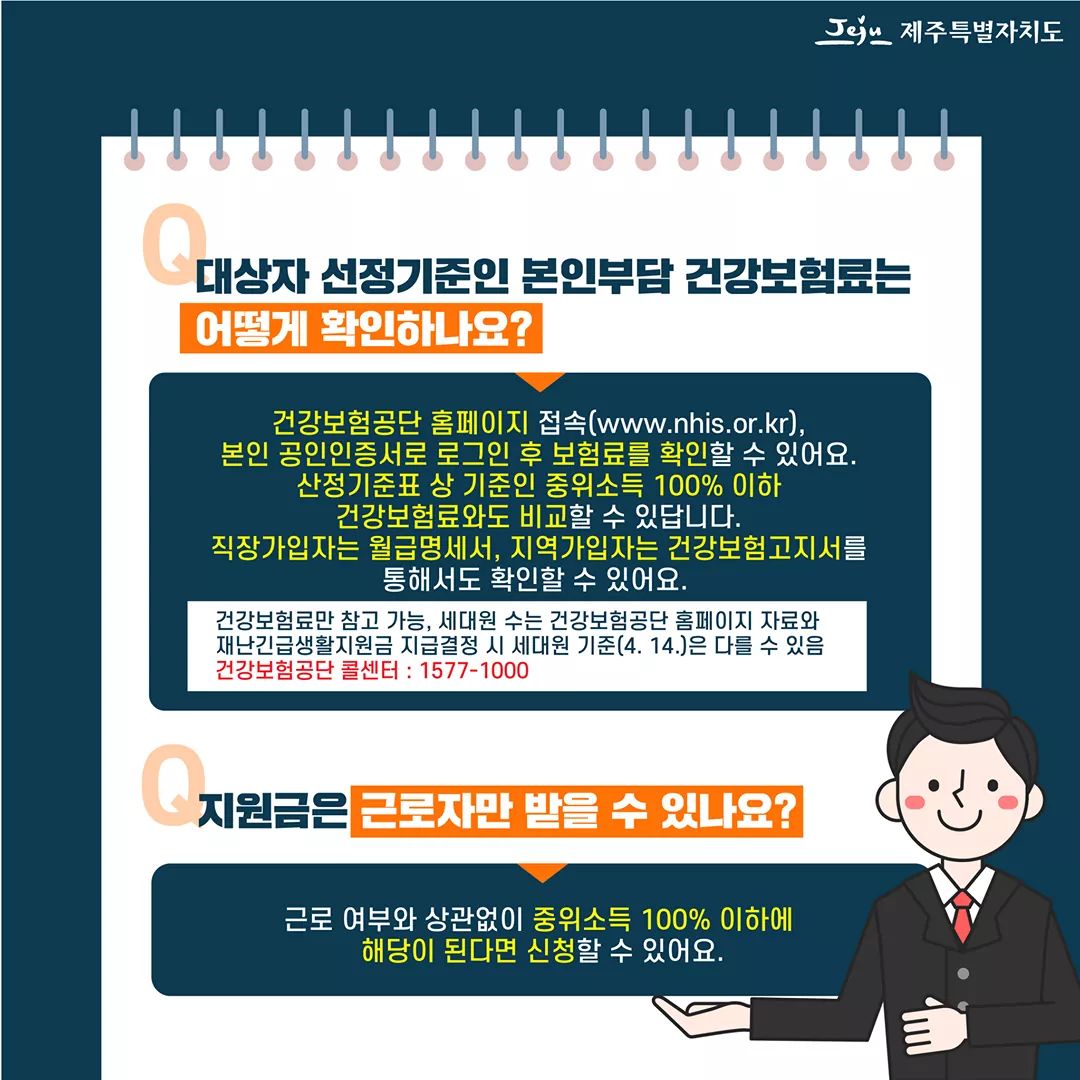 Jeju 제주특별자치도
Q
대상자 선정기준인 본인부담 건강보험료는
어떻게 확인하나요?
건강보험공단 홈페이지 접속(www.nhis.or.kr),
본인 공인인증서로 로그인 후 보험료를 확인할 수 있어요.
산정기준표 상 기준인 중위소득 100% 이하
건강보험료와도 비교할 수 있답니다.
직장가입자는 월급명세서, 지역가입자는 건강보험고지서를
통해서도 확인할 수 있어요.
건강보험료만 참고 가능, 세대원 수는 건강보험공단 홈페이지 자료와
재난긴급생활지원금 지급결정 시 세대원 기준(4. 14.)은 다를 수 있음
건강보험공단 콜센터 : 1577-1000
Q
지원금은 근로자만 받을 수 있나요?
근로 여부와 상관없이 중위소득 100% 이하에
해당이 된다면 신청할 수 있어요.